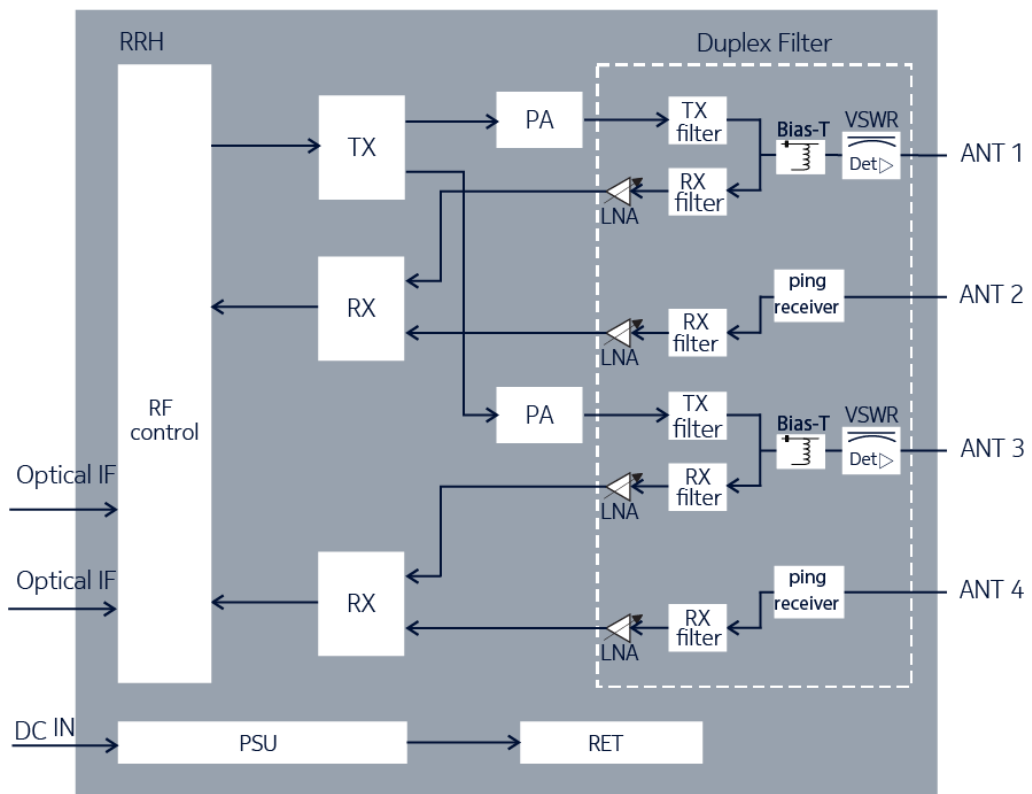 RRH
Duplex Filter
TX
PA
TX
filter
Bias-T
VSWR
Det
ANT 1
RX
filter
LNA
RX
ping
receiver
ANT 2
RX
filter
LNA
RF
control
PA
TX
filter
Bias-T
VSWR
Det
ANT 3
RX
filter
LNA
Optical IF
Optical IF
RX
ping
receiver
ANT 4
RX
filter
LNA
DC IN
PSU
RET